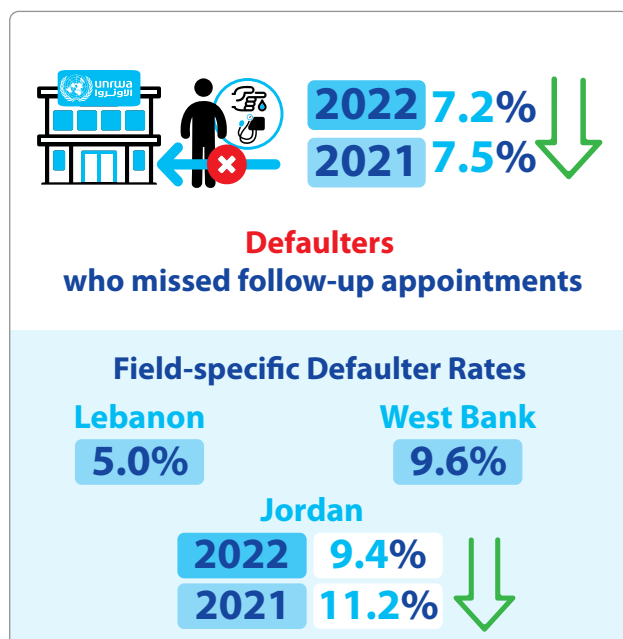 unrwa
الأونروا
2022 7.2%
2021 7.5%
Defaulters
who missed follow-up appointments
Field-specific Defaulter Rates
Lebanon West Bank
5.0% 9.6%
Jordan
2022 9.4%
2021 11.2%